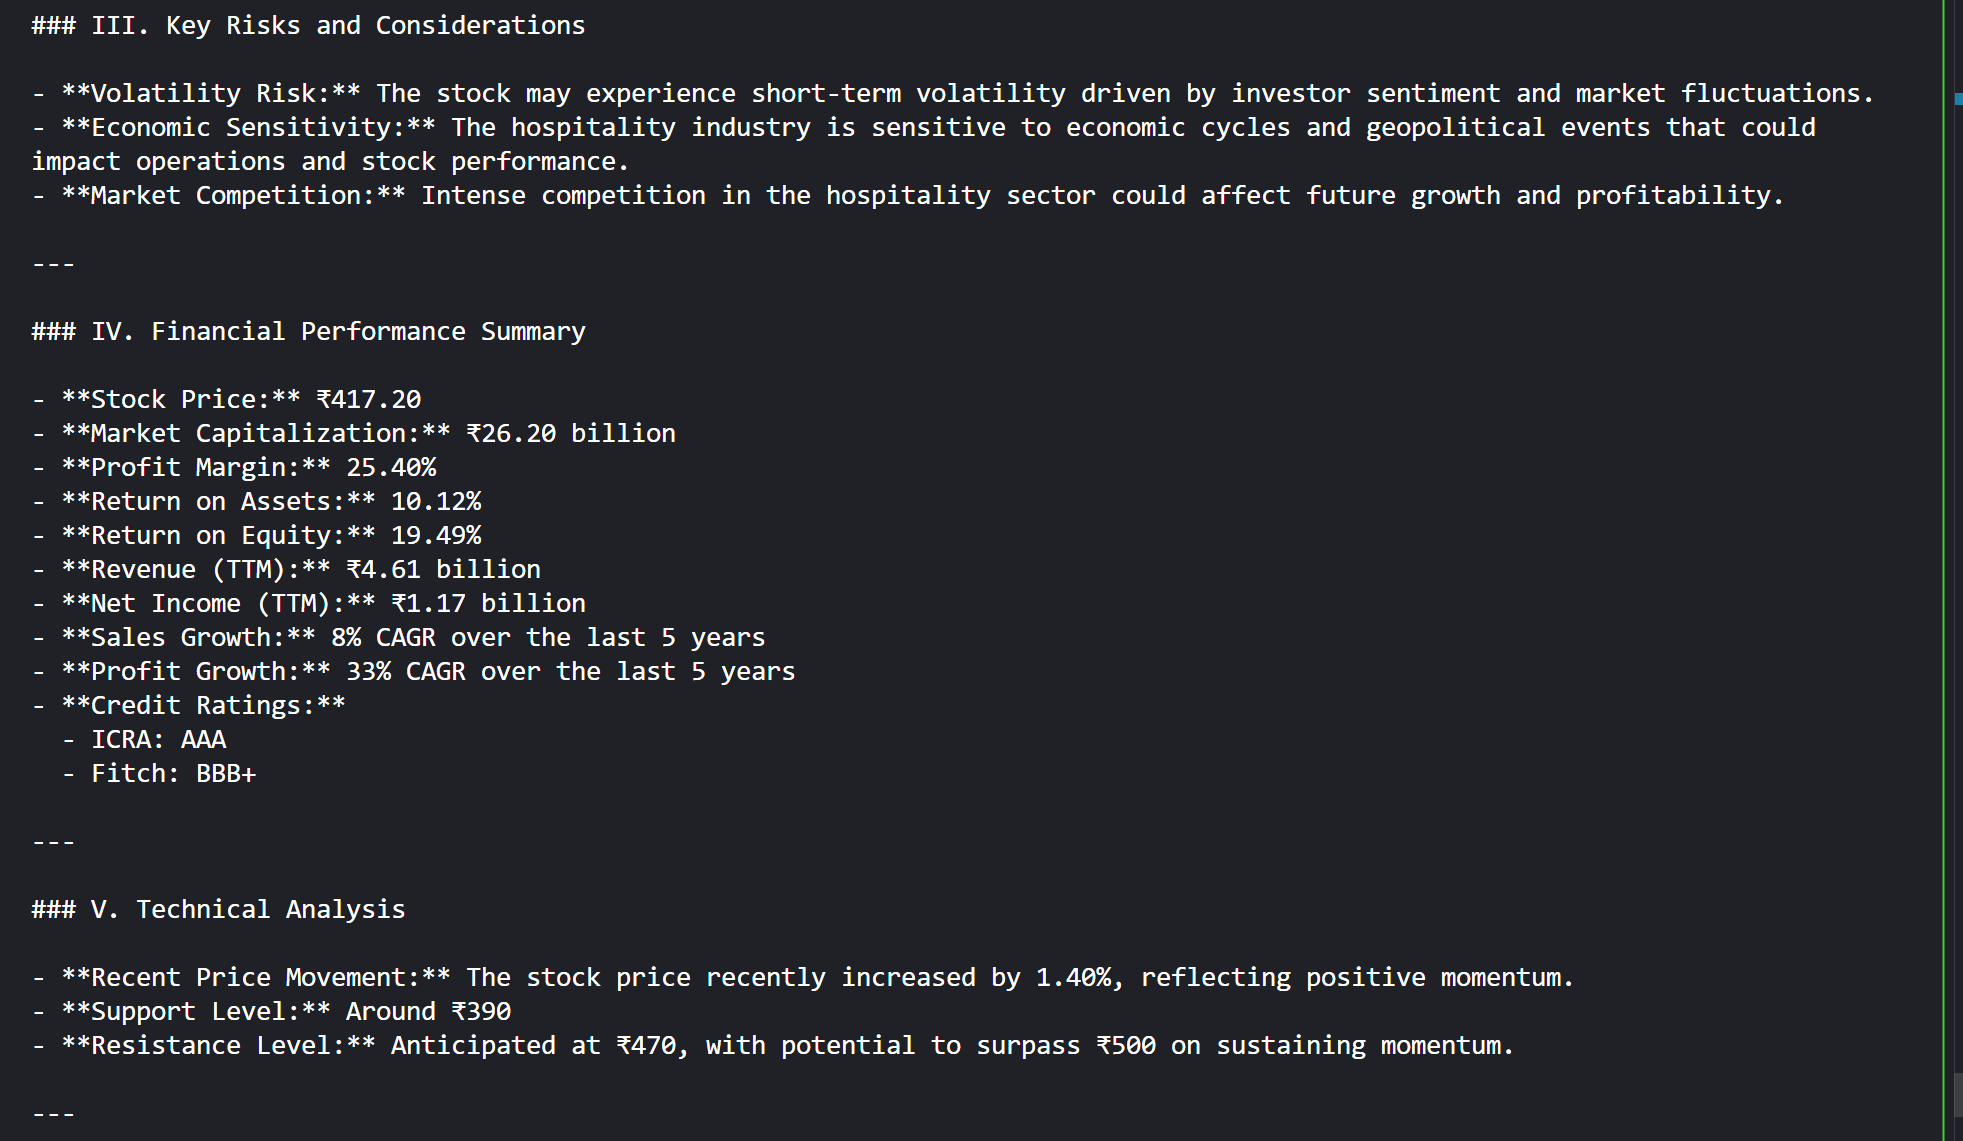 ### III. Key Risks and Considerations
- **Volatility Risk:** The stock may experience short-term volatility driven by investor sentiment and market fluctuations.
- **Economic Sensitivity:** The hospitality industry is sensitive to economic cycles and geopolitical events that could
impact operations and stock performance.
- **Market Competition:** Intense competition in the hospitality sector could affect future growth and profitability.
---
### IV. Financial Performance Summary
- **Stock Price:** ₹417.20
- **Market Capitalization:** ₹26.20 billion
- **Profit Margin:** 25.40%
- **Return on Assets:** 10.12%
- **Return on Equity:** 19.49%
- **Revenue (TTM):** ₹4.61 billion
- **Net Income (TTM):** ₹1.17 billion
- **Sales Growth:** 8% CAGR over the last 5 years
- **Profit Growth:** 33% CAGR over the last 5 years
- **Credit Ratings:**
  - ICRA: AAA
  - Fitch: BBB+
---
### V. Technical Analysis
- **Recent Price Movement:** The stock price recently increased by 1.40%, reflecting positive momentum.
- **Support Level:** Around ₹390
- **Resistance Level:** Anticipated at ₹470, with potential to surpass ₹500 on sustaining momentum.
---